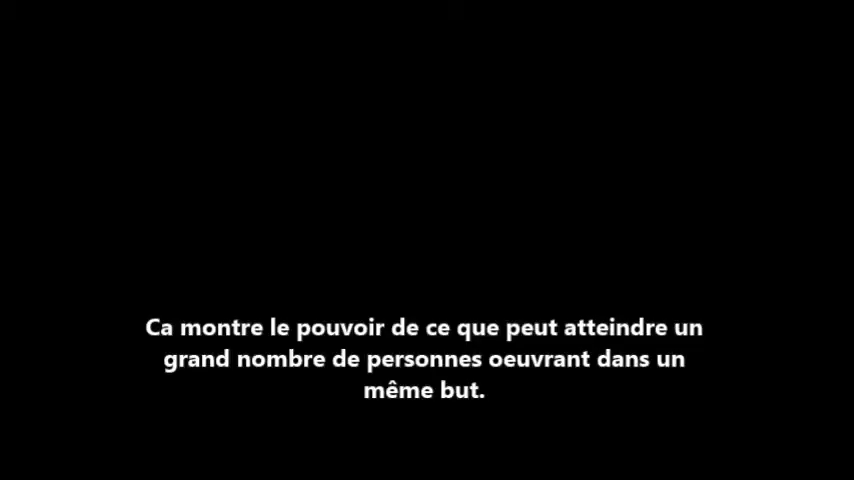 Ca montre le pouvoir de ce que peut atteindre un
grand nombre de personnes oeuvrant dans un
même but.